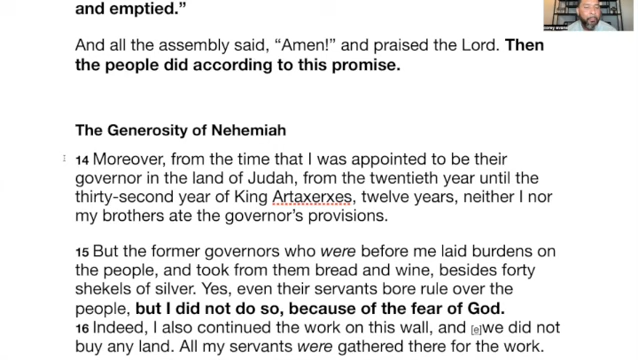 and emptied.”
And all the assembly said, “Amen!” and praised the Lord. Then
the people did according to this promise.
The Generosity of Nehemiah
14 Moreover, from the time that I was appointed to be their
governor in the land of Judah, from the twentieth year until the
thirty-second year of King Artaxerxes, twelve years, neither I nor
my brothers ate the governor’s provisions.
15 But the former governors who were before me laid burdens on
the people, and took from them bread and wine, besides forty
shekels of silver. Yes, even their servants bore rule over the
people, but I did not do so, because of the fear of God.
16 Indeed, I also continued the work on this wall, and [e]we did not
buy any land. All my servants were gathered there for the work.